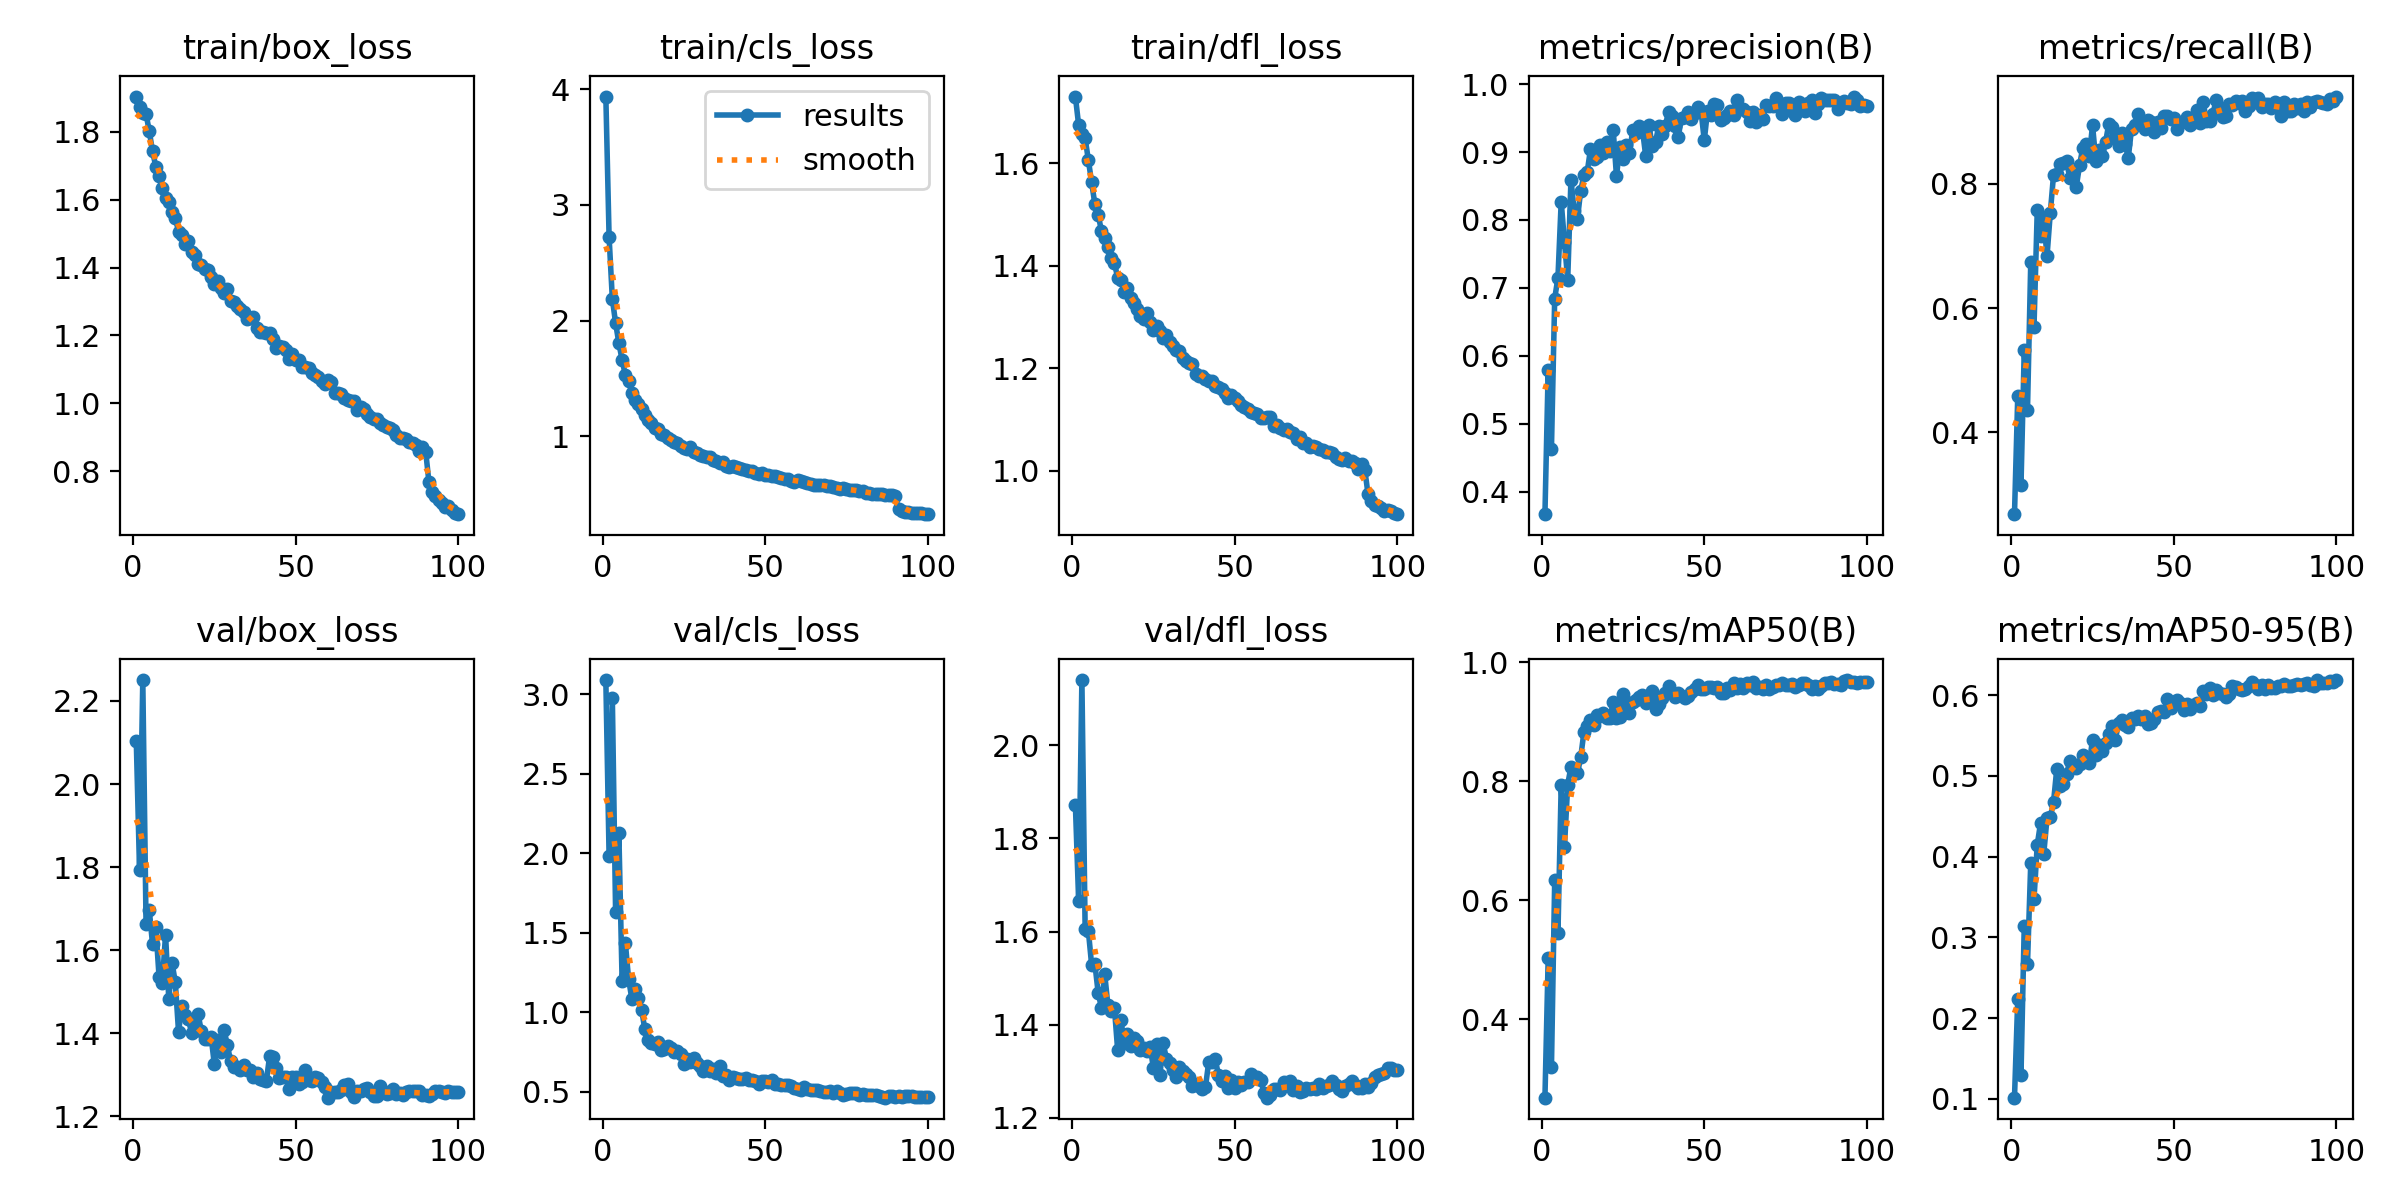 train/box_loss
1.8
1.6
1.4
1.2
1.0
0.8
0 50 100
train/cls_loss
results
smooth
4
3
2
1
0 50 100
train/dfl_loss
1.6
1.4
1.2
1.0
0 50 100
metrics/precision(B)
1.0
0.9
0.8
0.7
0.6
0.5
0.4
0 50 100
metrics/recall(B)
0.8
0.6
0.4
0 50 100
val/box_loss
2.2
2.0
1.8
1.6
1.4
1.2
0 50 100
val/cls_loss
3.0
2.5
2.0
1.5
1.0
0.5
0 50 100
val/dfl_loss
2.0
1.8
1.6
1.4
1.2
0 50 100
metrics/mAP50(B)
1.0
0.8
0.6
0.4
0 50 100
metrics/mAP50-95(B)
0.6
0.5
0.4
0.3
0.2
0.1
0 50 100